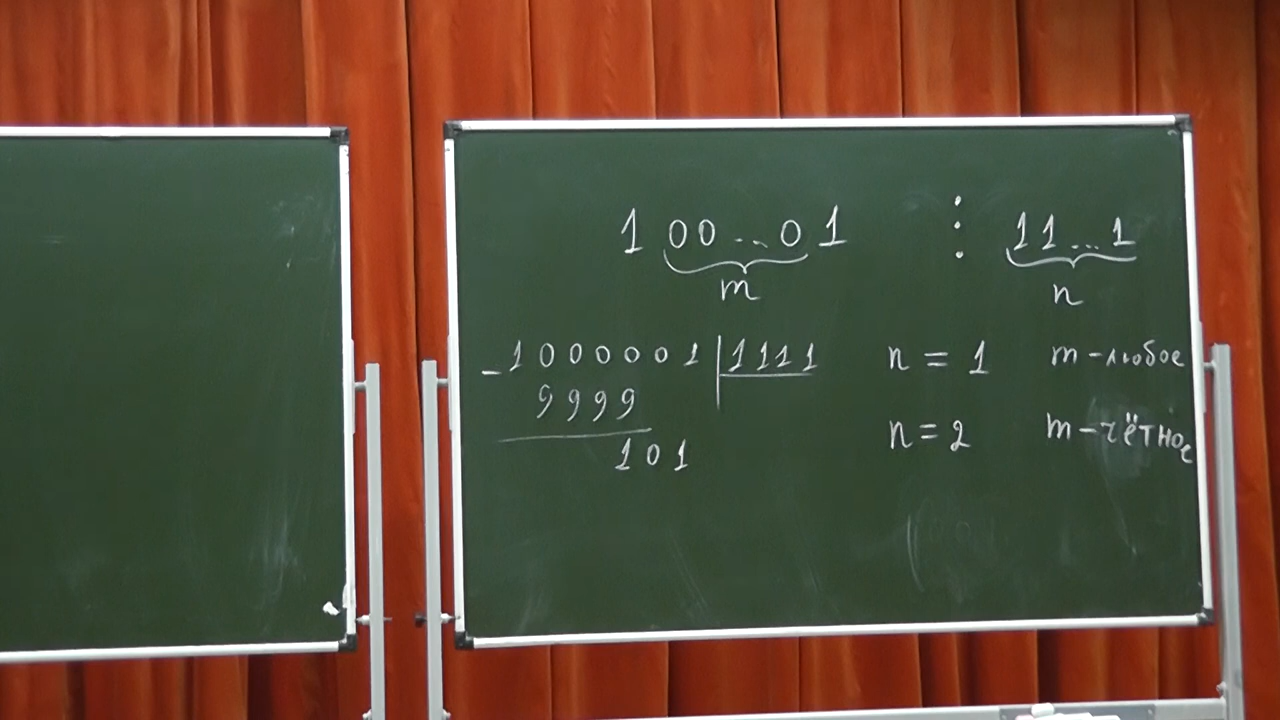 1 00...0 1 ⋮ 11...1
m n
−1000001 | 1111 n = 1 m – любое
9999
101 n = 2 m – чётное